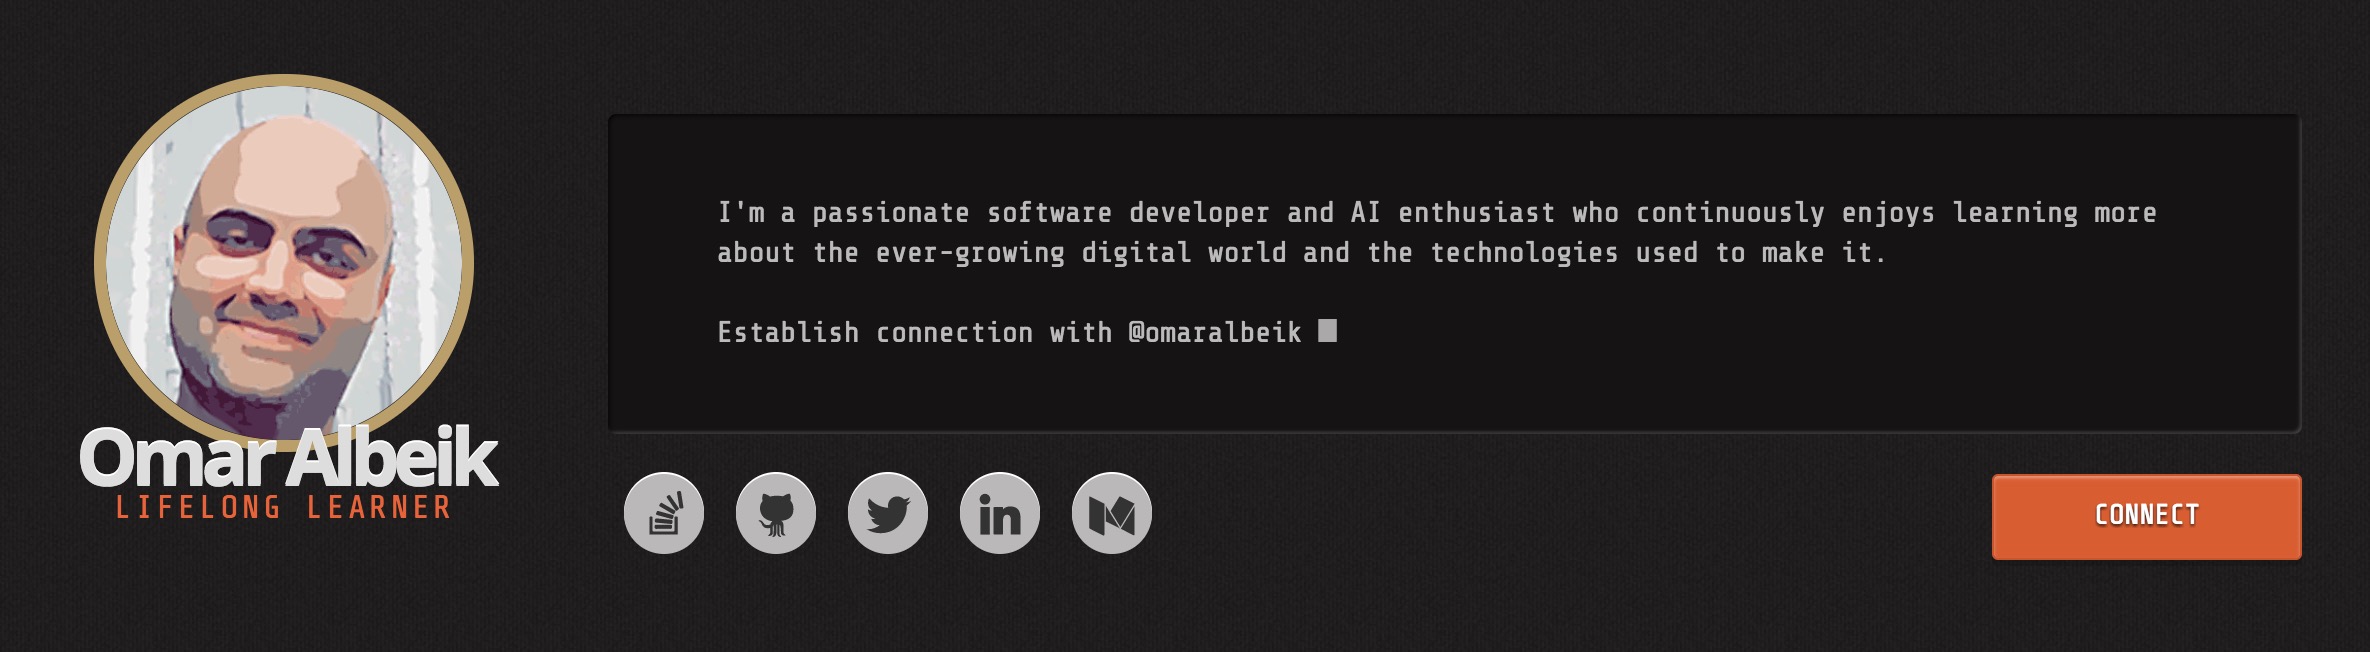 Omar Albeik
LIFELONG LEARNER
I'm a passionate software developer and AI enthusiast who continuously enjoys learning more
about the ever-growing digital world and the technologies used to make it.
Establish connection with @omaralbeik
in
CONNECT